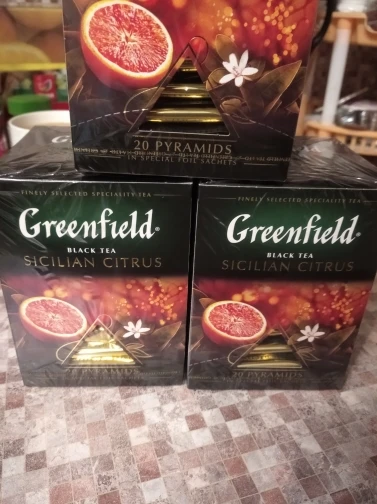 20 PYRAMIDS
IN SPECIAL FOIL SACHETS
FINELY SELECTED SPECIALITY TEA
Greenfield®
BLACK TEA
SICILIAN CITRUS
PYRAMIDS
FINELY SELECTED SPECIALITY TEA
Greenfield®
BLACK TEA
SICILIAN CITRUS
20 PYRAMIDS